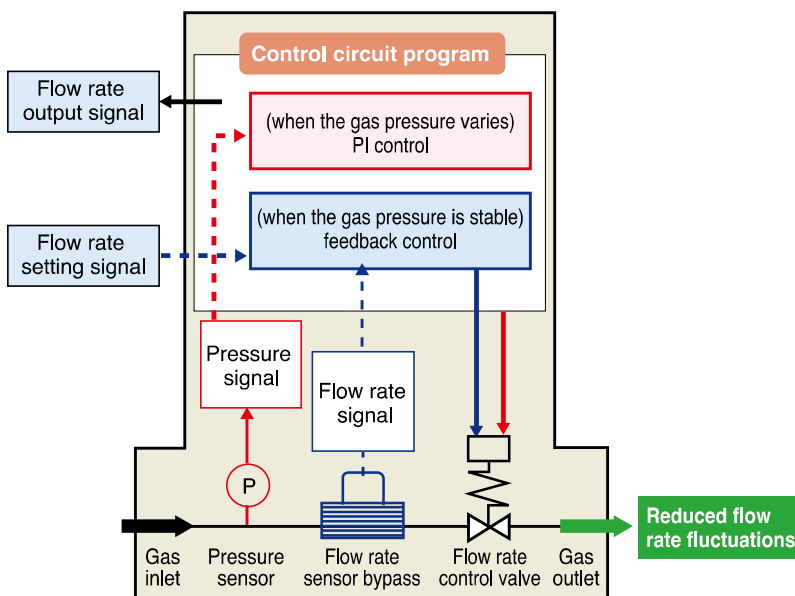 Control circuit program
Flow rate
output signal
(when the gas pressure varies)
PI control
(when the gas pressure is stable)
feedback control
Flow rate
setting signal
Pressure
signal
Flow rate
signal
P
Reduced flow
rate fluctuations
Gas
inlet
Pressure
sensor
Flow rate
sensor bypass
Flow rate
control valve
Gas
outlet